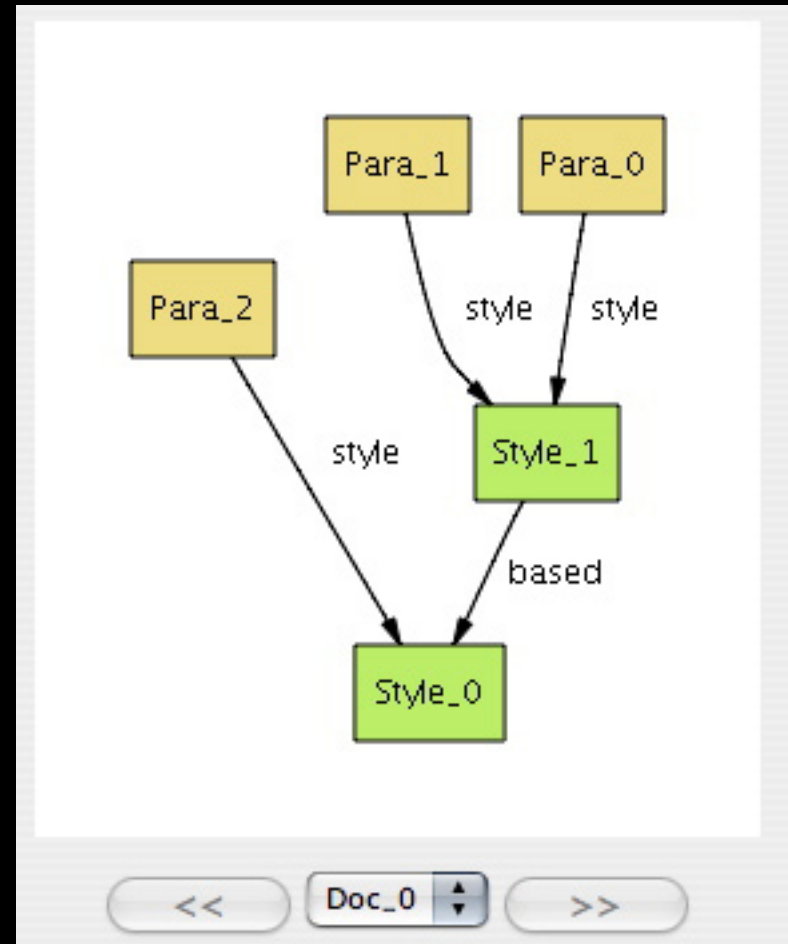 Para_1 Para_0
Para_2
style style
style
Style_1
based
Style_0
<< Doc_0 >>